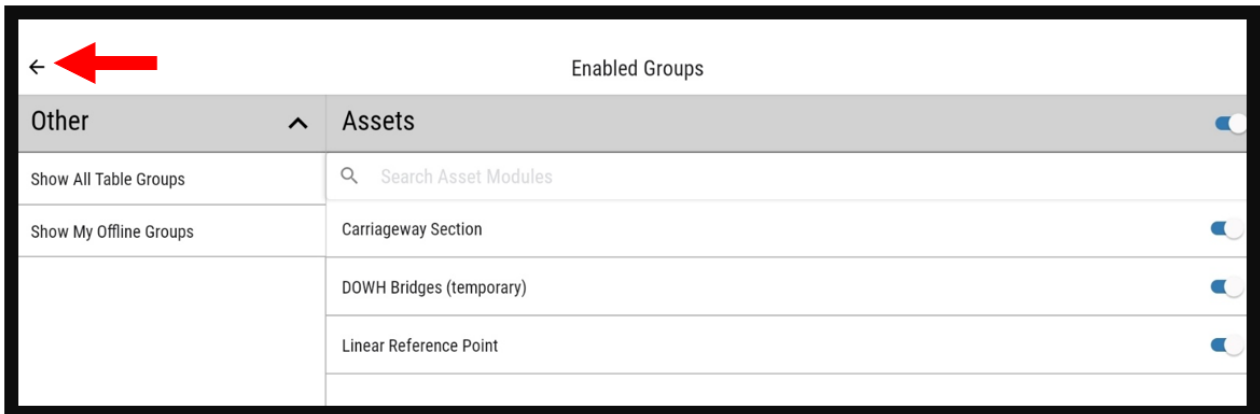 Enabled Groups
Other
Assets
Show All Table Groups
Search Asset Modules
Show My Offline Groups
Carriageway Section
DOWH Bridges (temporary)
Linear Reference Point